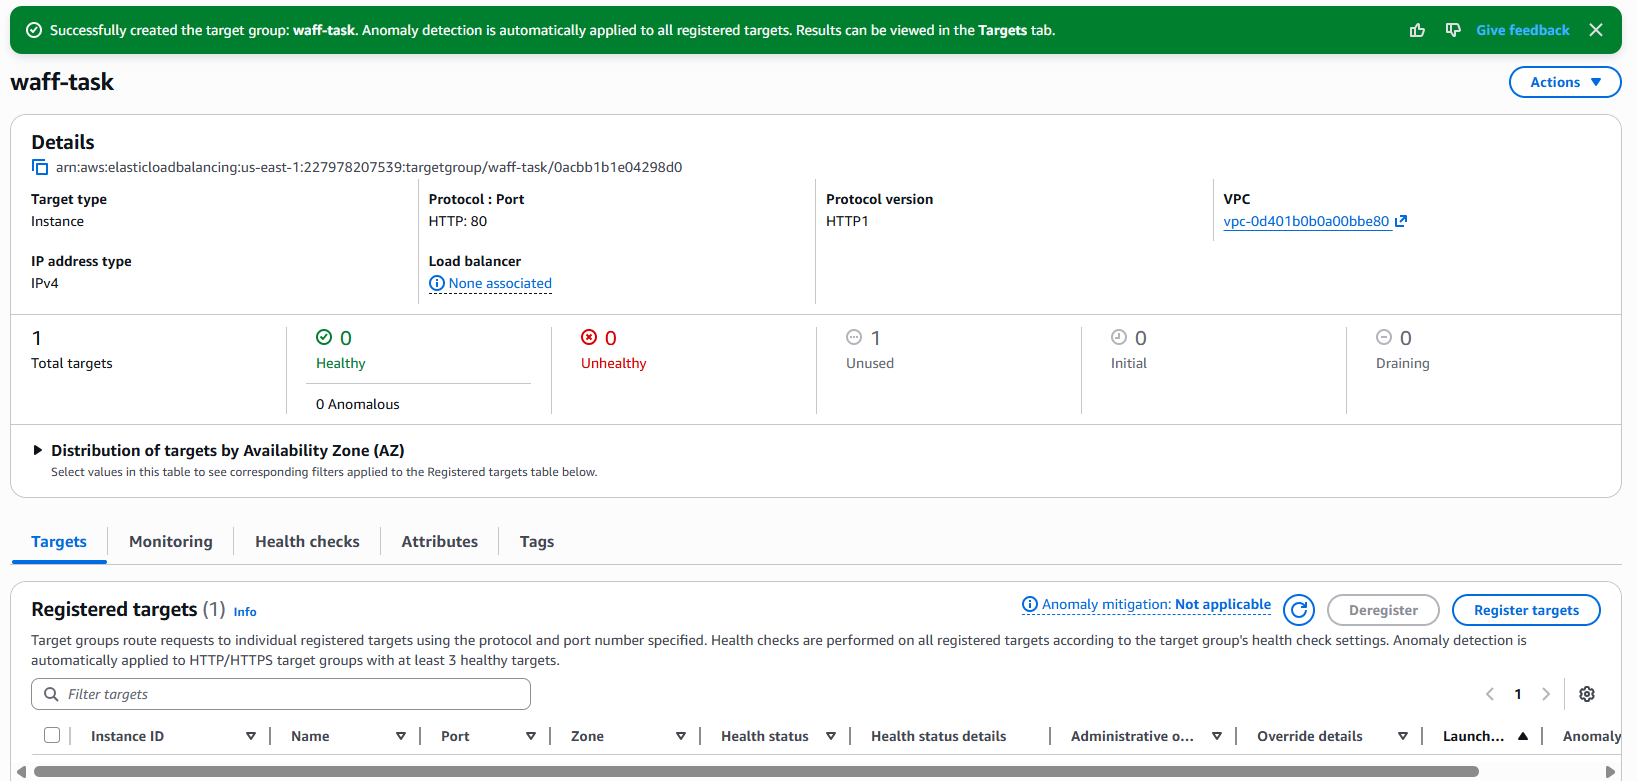 Successfully created the target group: waff-task. Anomaly detection is automatically applied to all registered targets. Results can be viewed in the Targets tab.
Give feedback
waff-task
Actions
Details
arn:aws:elasticloadbalancing:us-east-1:227978207539:targetgroup/waff-task/0acbb1b1e04298d0
Target type
Instance
Protocol : Port
HTTP: 80
Protocol version
HTTP1
VPC
vpc-0d401b0b0a00bbe80
IP address type
IPv4
Load balancer
None associated
1
Total targets
0
Healthy
0 Anomalous
0
Unhealthy
1
Unused
0
Initial
0
Draining
Distribution of targets by Availability Zone (AZ)
Select values in this table to see corresponding filters applied to the Registered targets table below.
Targets
Monitoring
Health checks
Attributes
Tags
Registered targets (1) Info
Anomaly mitigation: Not applicable
Deregister
Register targets
Target groups route requests to individual registered targets using the protocol and port number specified. Health checks are performed on all registered targets according to the target group's health check settings. Anomaly detection is
automatically applied to HTTP/HTTPS target groups with at least 3 healthy targets.
Filter targets
1
Instance ID
Name
Port
Zone
Health status
Health status details
Administrative o...
Override details
Launch...
Anomaly